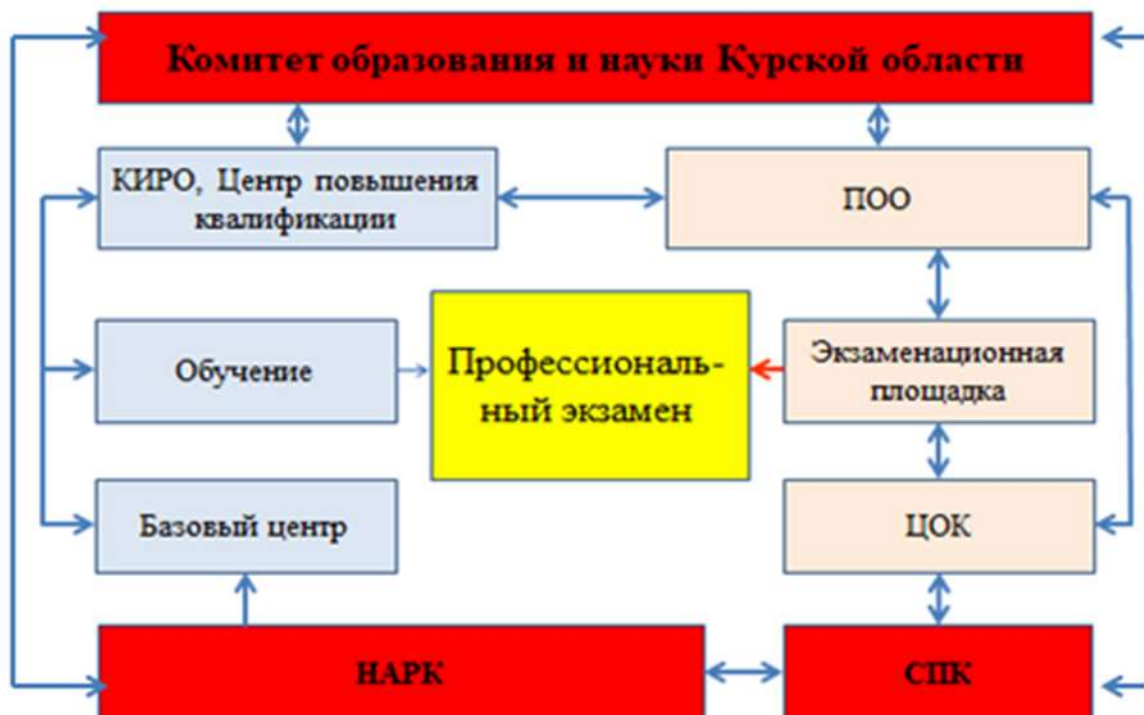 Комитет образования и науки Курской области
КИРО, Центр повышения
квалификации
ПОО
Обучение
Профессиональ-
ный экзамен
Экзаменационная
площадка
Базовый центр
ЦОК
НАРК
СПК